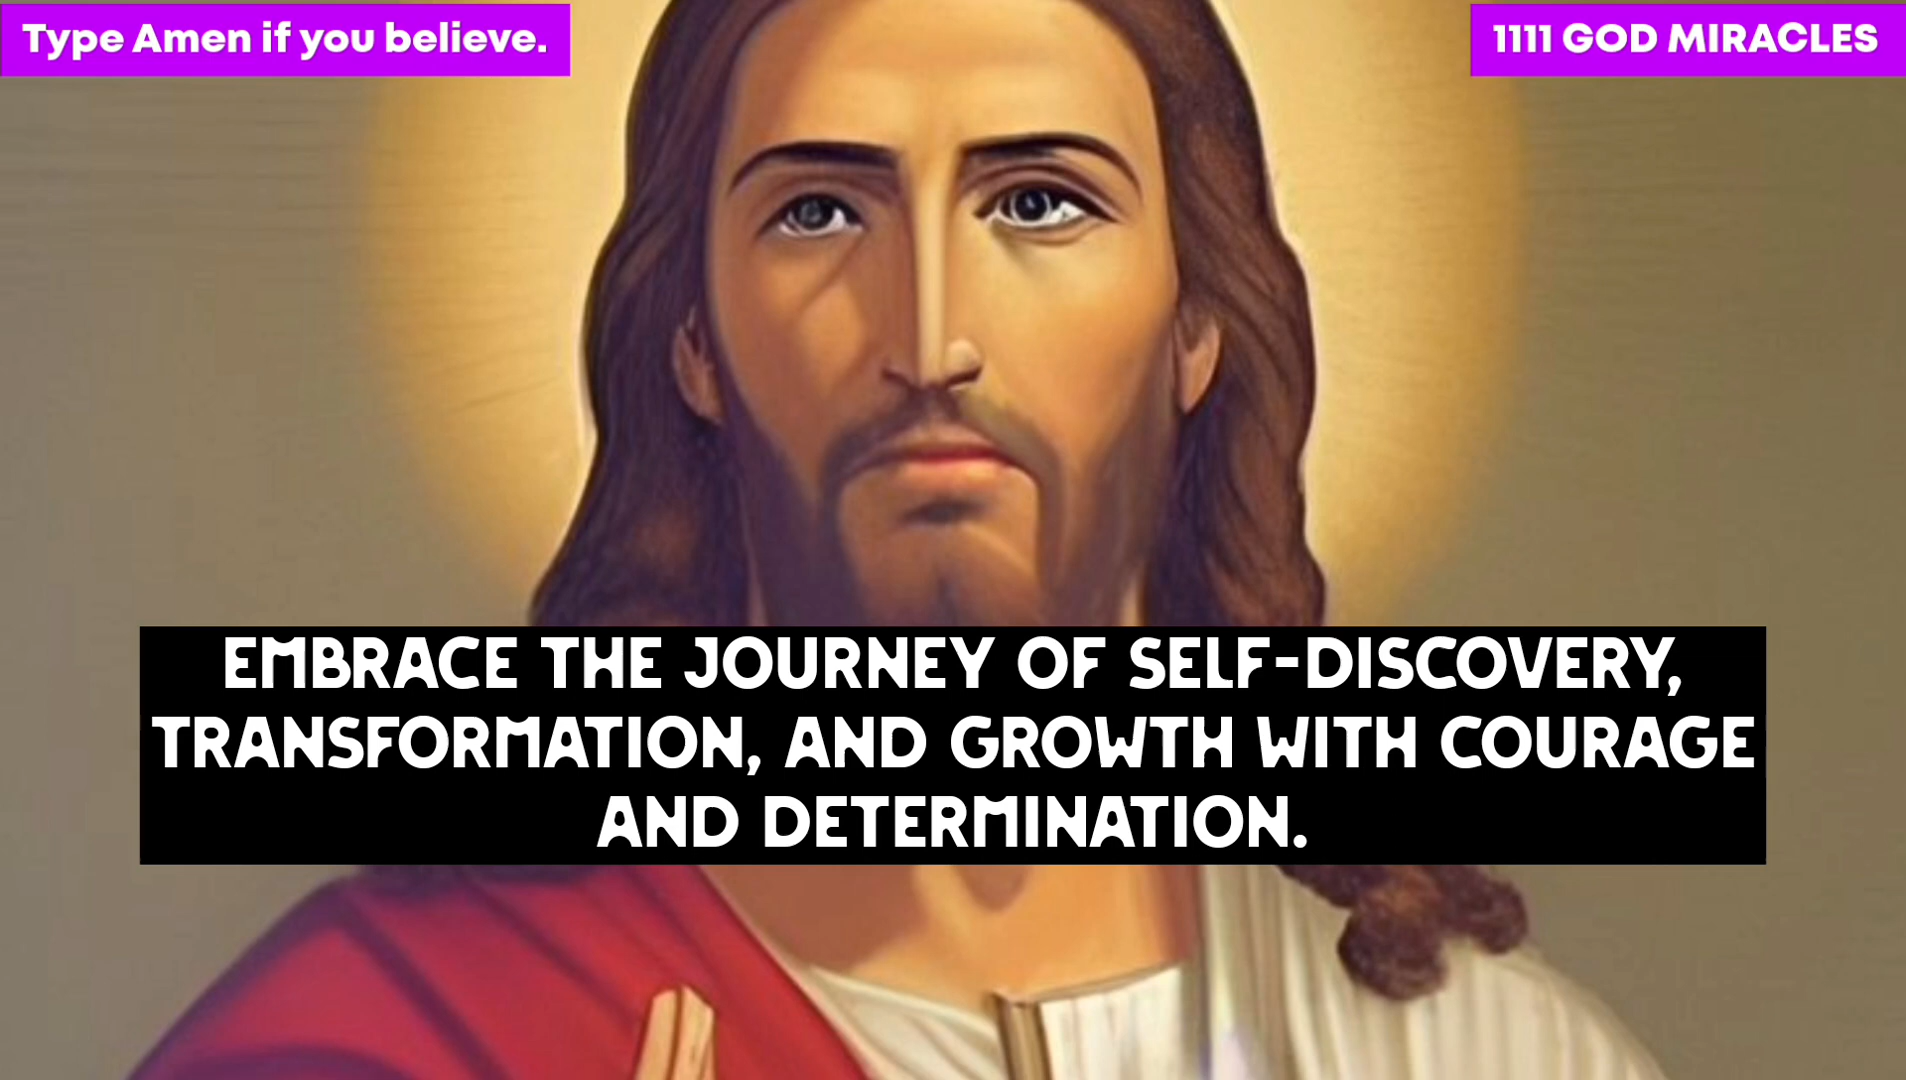 Type Amen if you believe.
1111 GOD MIRACLES
EMBRACE THE JOURNEY OF SELF-DISCOVERY,
TRANSFORMATION, AND GROWTH WITH COURAGE
AND DETERMINATION.